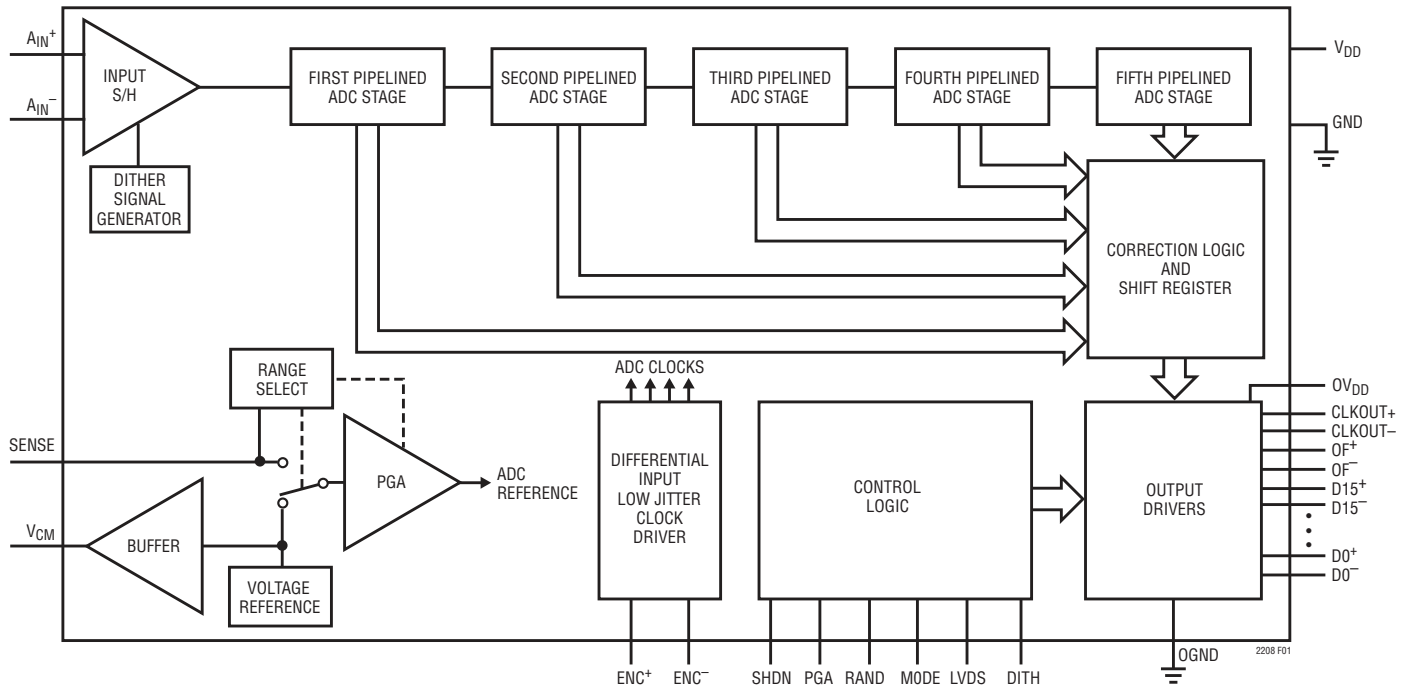 AIN+
INPUT
S/H
AIN−
DITHER
SIGNAL
GENERATOR
FIRST PIPELINED
ADC STAGE
SECOND PIPELINED
ADC STAGE
THIRD PIPELINED
ADC STAGE
FOURTH PIPELINED
ADC STAGE
FIFTH PIPELINED
ADC STAGE
VDD
GND
CORRECTION LOGIC
AND
SHIFT REGISTER
RANGE
SELECT
SENSE
PGA
ADC
REFERENCE
VCM
BUFFER
VOLTAGE
REFERENCE
ADC CLOCKS
DIFFERENTIAL
INPUT
LOW JITTER
CLOCK
DRIVER
CONTROL
LOGIC
OUTPUT
DRIVERS
OVDD
CLKOUT+
CLKOUT−
OF+
OF−
D15+
D15−
D0+
D0−
ENC+
ENC−
SHDN
PGA
RAND
MODE
LVDS
DITH
OGND
2208 F01